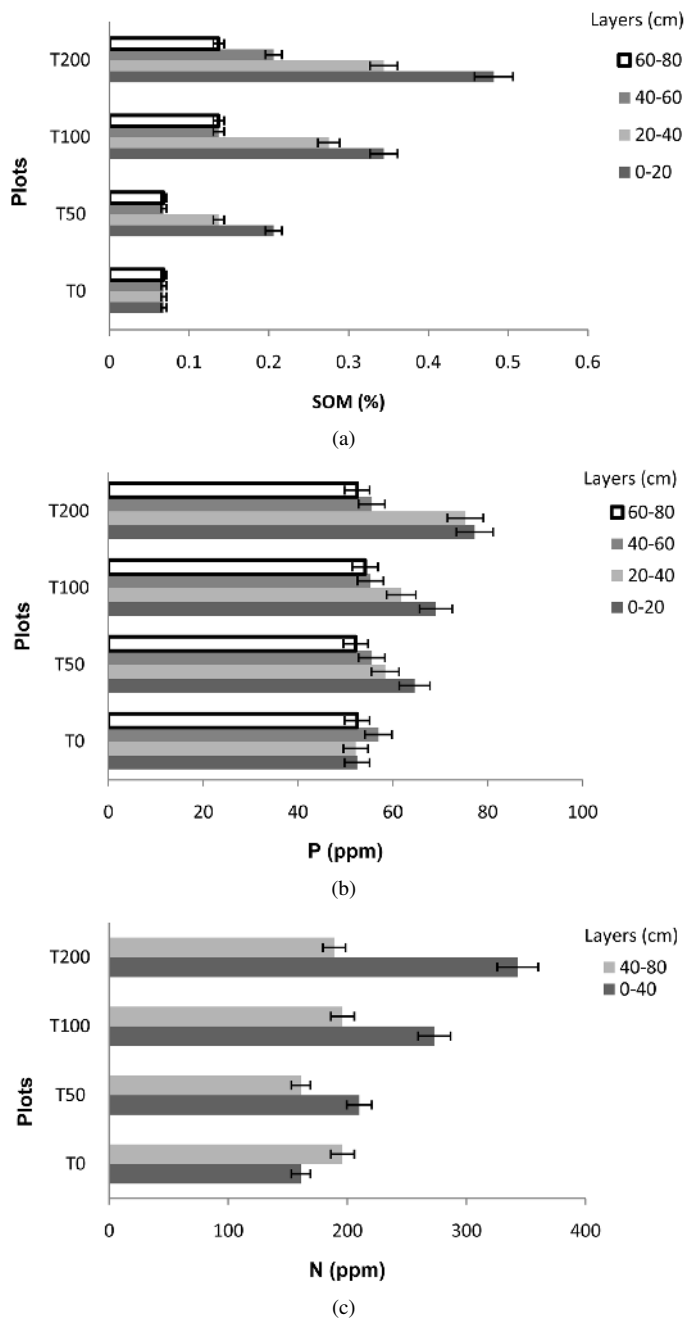 Layers (cm)
60-80
40-60
20-40
0-20
T200
T100
T50
T0
Plots
0 0.1 0.2 0.3 0.4 0.5 0.6
SOM (%)
(a)
Layers (cm)
60-80
40-60
20-40
0-20
T200
T100
T50
T0
Plots
0 20 40 60 80 100
P (ppm)
(b)
Layers (cm)
40-80
0-40
T200
T100
T50
T0
Plots
0 100 200 300 400
N (ppm)
(c)